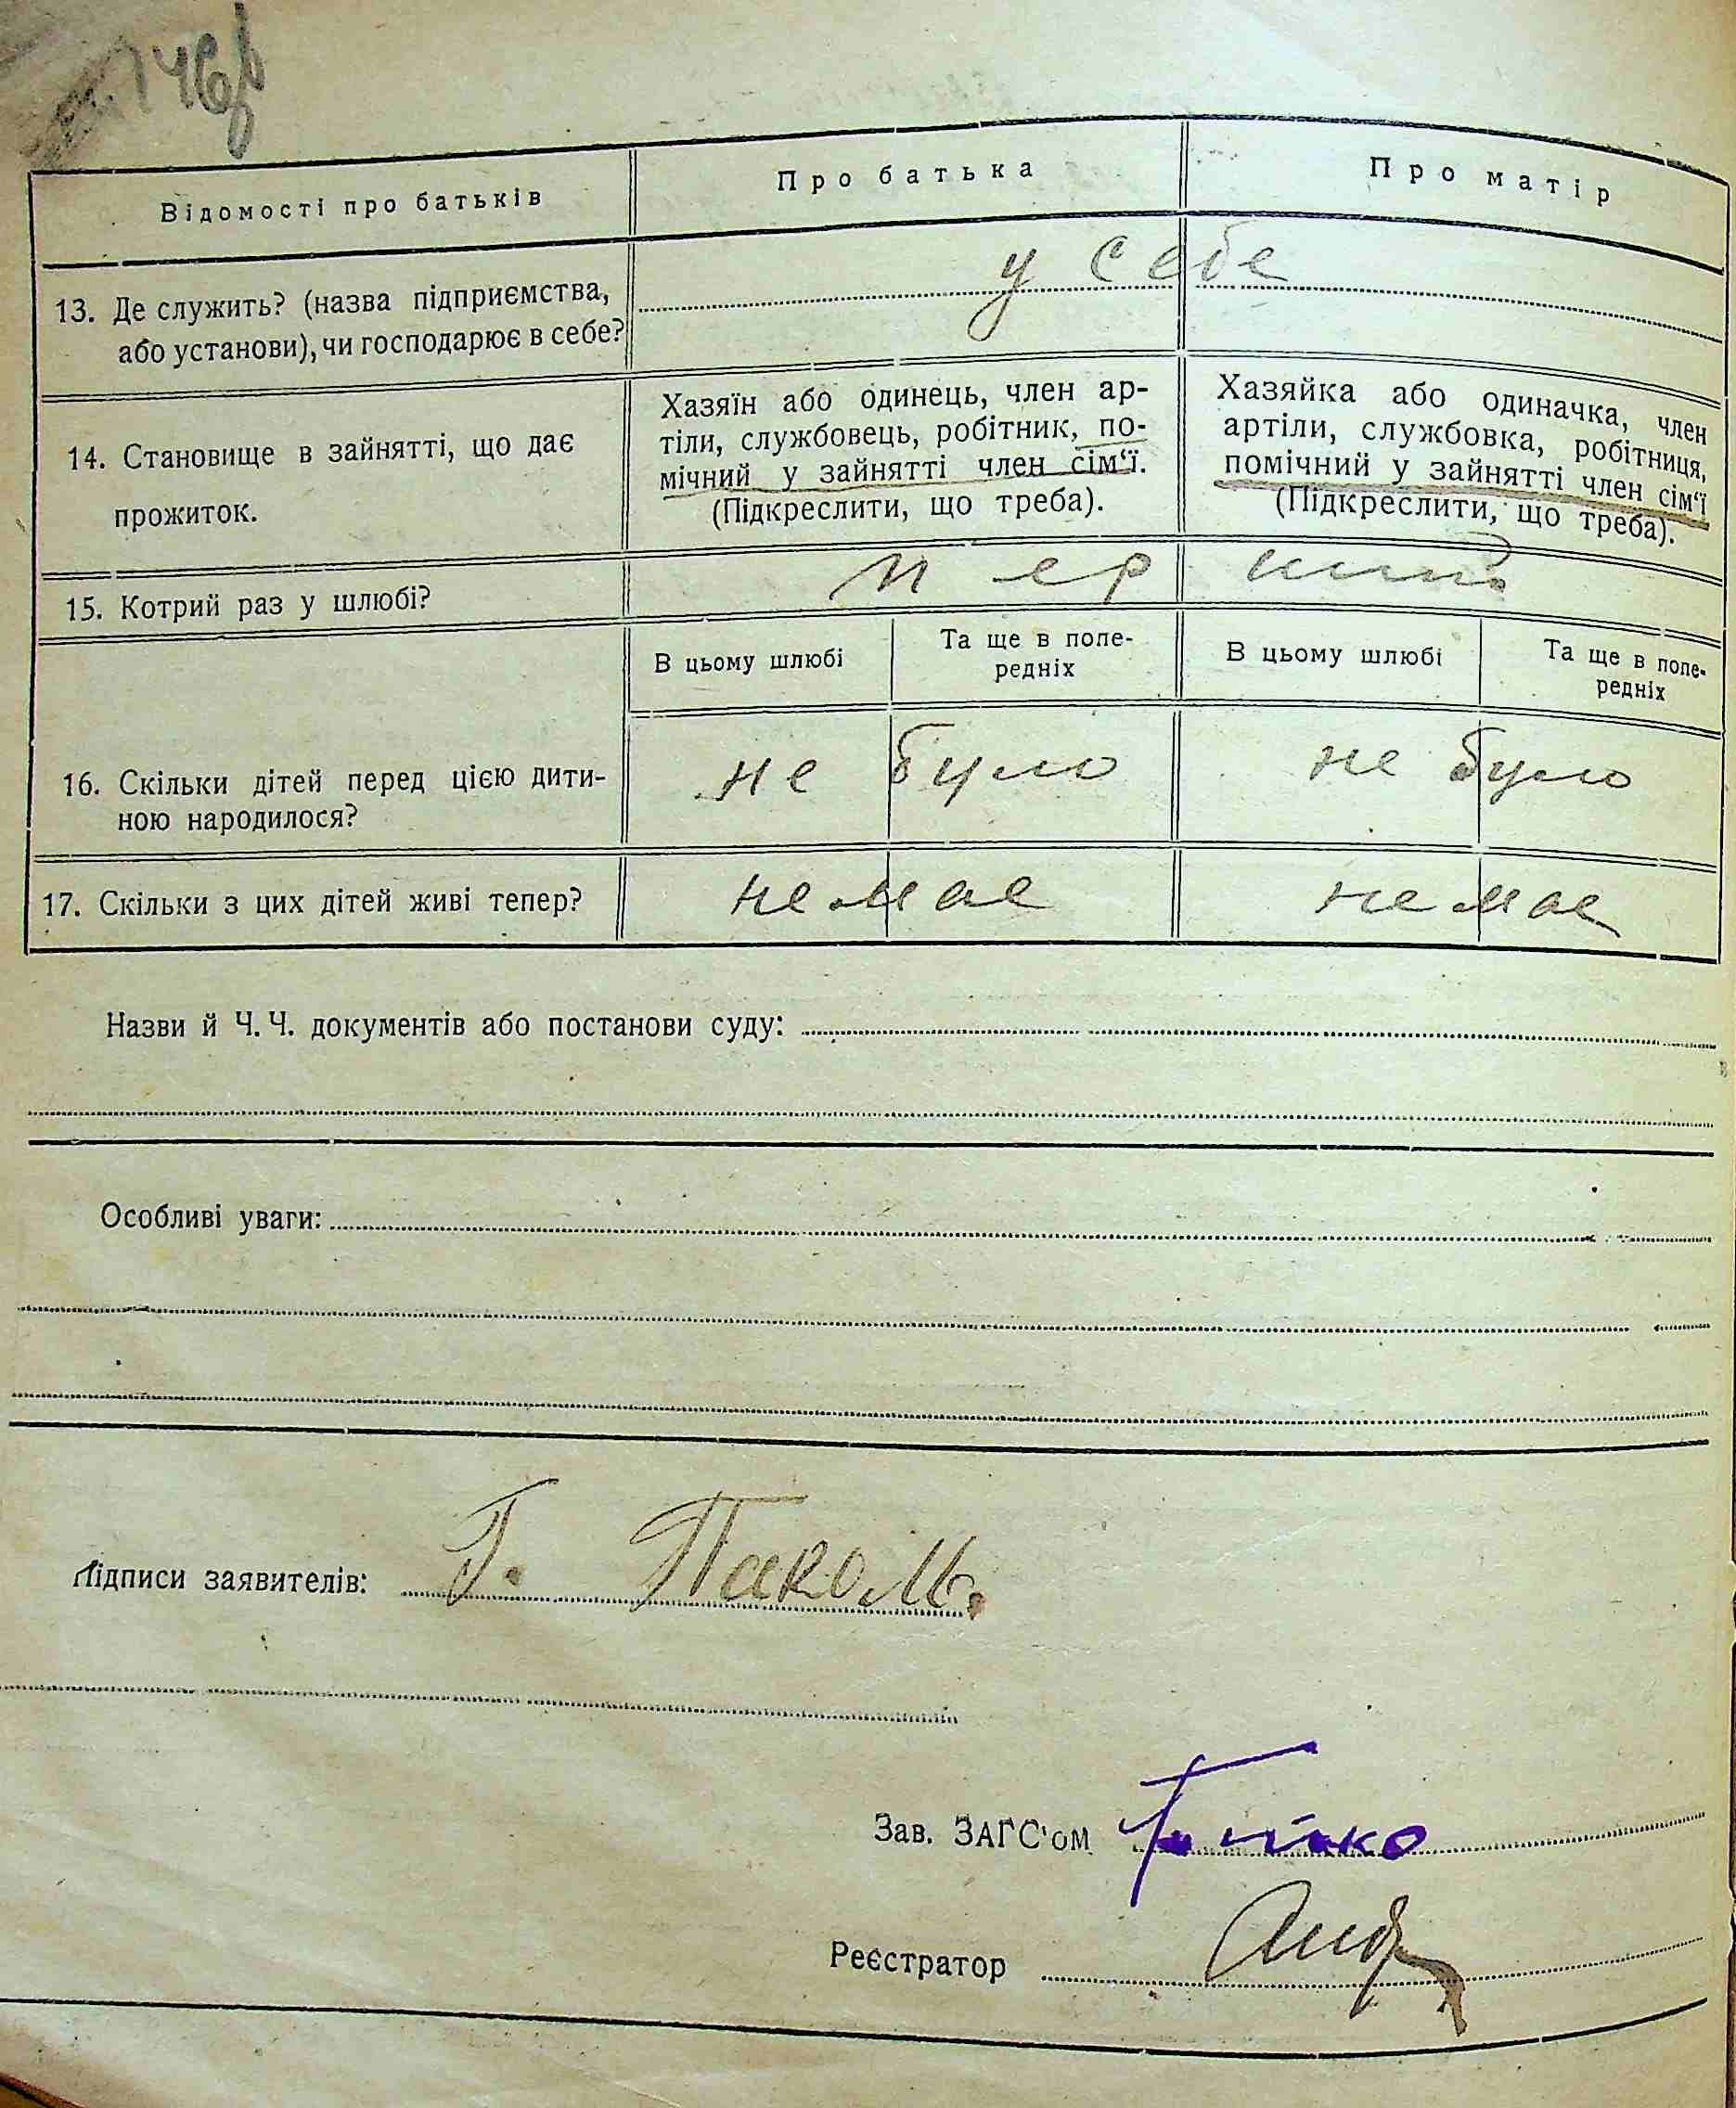 Відомості про батьків Про батька Про матір
13. Де служить? (назва підприємства,
або установи), чи господарює в себе?
у себе
14. Становище в зайнятті, що дає
прожиток.
Хазяїн або одинець, член ар-
тіли, службовець, робітник, по-
мічний у зайнятті член сім‘ї.
(Підкреслити, що треба).
Хазяйка або одиначка, член
артіли, службовка, робітниця,
помічний у зайнятті член сім‘ї
(Підкреслити, що треба).
15. Котрий раз у шлюбі? перший
В цьому шлюбі
Та ще в попе-
редніх
В цьому шлюбі
Та ще в попе-
редніх
16. Скільки дітей перед цією дити-
ною народилося?
не було не було
17. Скільки з цих дітей живі тепер? немае немае
Назви й Ч. Ч. документів або постанови суду:
Особливі уваги:
Підписи заявителів: Г.
Зав. ЗАГС'ом Бойко
Реєстратор